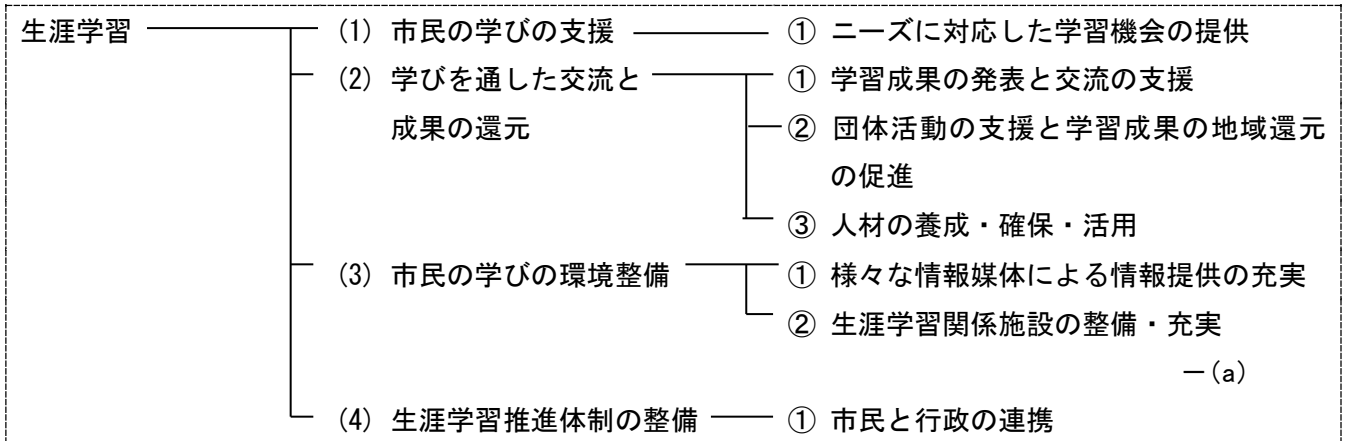 生涯学習 (1) 市民の学びの支援 ① ニーズに対応した学習機会の提供
(2) 学びを通した交流と ① 学習成果の発表と交流の支援
成果の還元 ② 団体活動の支援と学習成果の地域還元
の促進
③ 人材の養成・確保・活用
(3) 市民の学びの環境整備 ① 様々な情報媒体による情報提供の充実
② 生涯学習関係施設の整備・充実
－(a)
(4) 生涯学習推進体制の整備 ① 市民と行政の連携